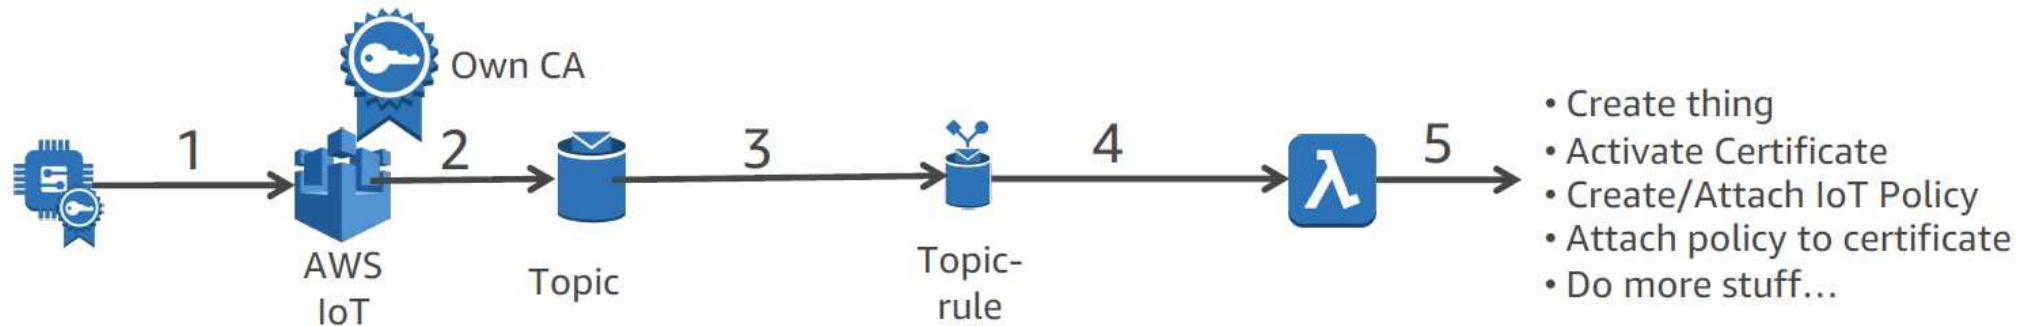 Own CA
1
2
3
4
5
AWS
IoT
Topic
Topic-
rule
λ
• Create thing
• Activate Certificate
• Create/Attach IoT Policy
• Attach policy to certificate
• Do more stuff...